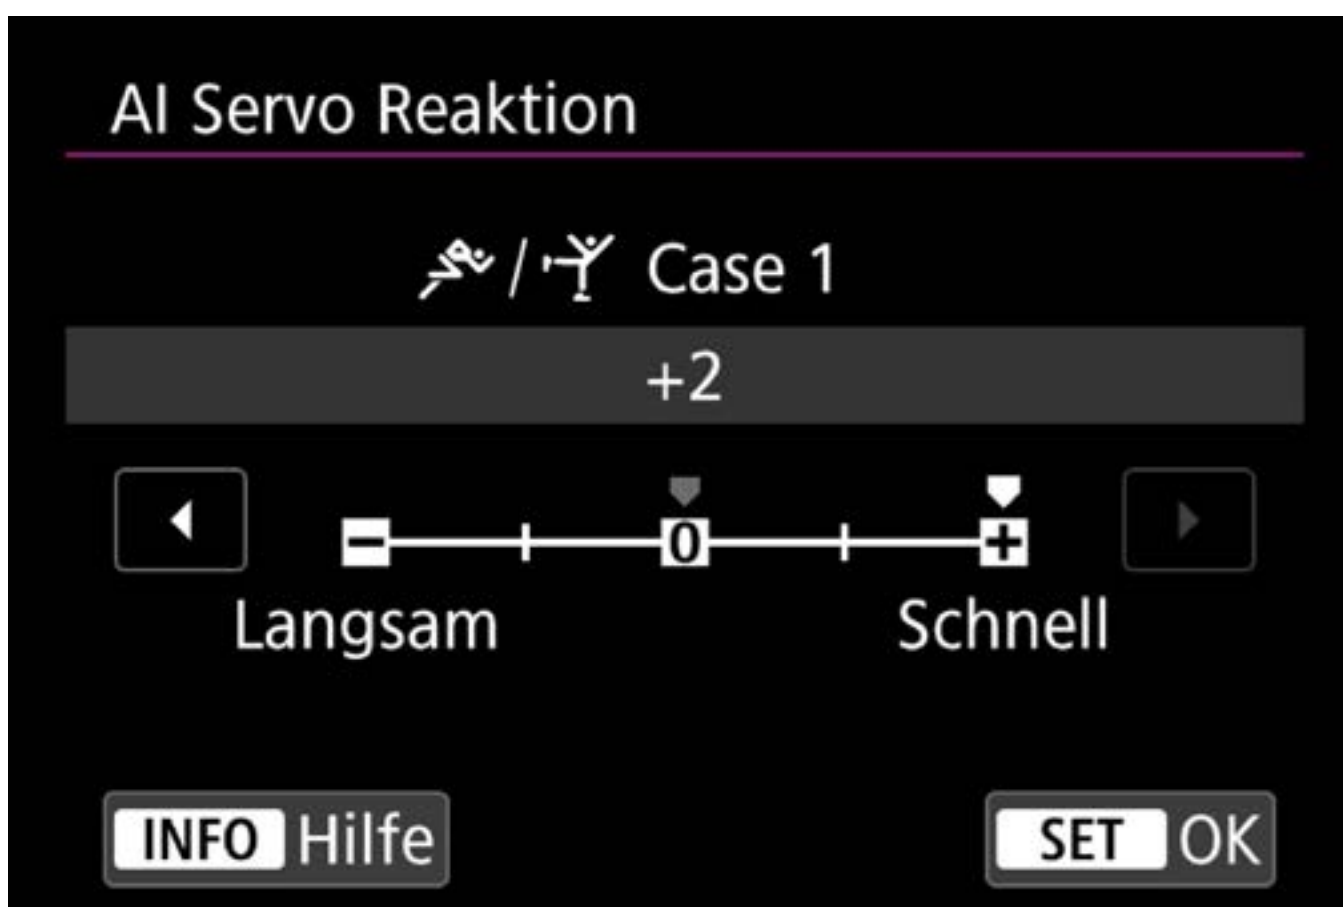 AI Servo Reaktion
/ Case 1
+2
− 0 +
Langsam Schnell
INFO Hilfe SET OK